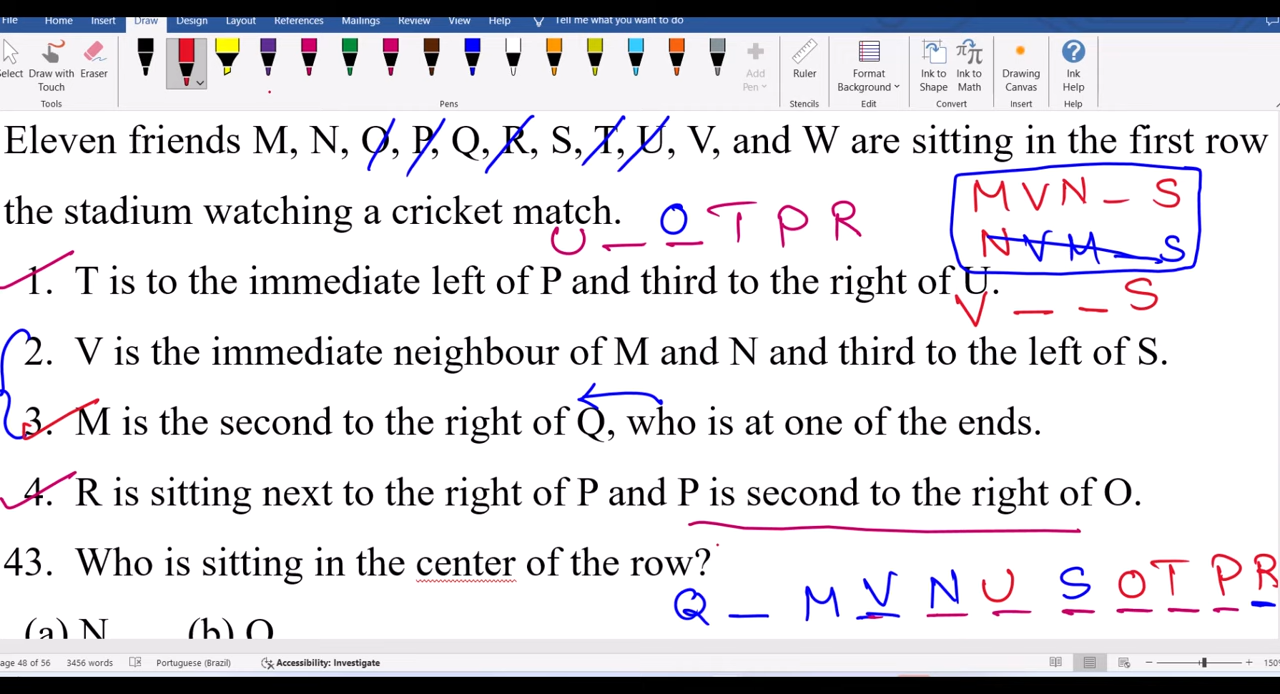 File Home Insert Draw Design Layout References Mailings Review View Help Tell me what you want to do
Select Draw with Touch Eraser Add Pen Ruler Format Background Ink to Shape Ink to Math Drawing Canvas Ink Help
Tools Pens Stencils Edit Convert Insert Help
Eleven friends M, N, O, P, Q, R, S, T, U, V, and W are sitting in the first row
M V N _ S
the stadium watching a cricket match.
U _ O T P R
N V M _ S
1. T is to the immediate left of P and third to the right of U.
V _ _ S
2. V is the immediate neighbour of M and N and third to the left of S.
3. M is the second to the right of Q, who is at one of the ends.
4. R is sitting next to the right of P and P is second to the right of O.
43. Who is sitting in the center of the row?
Q _ M V N U S O T P R
(a) N (b) O
Page 48 of 56 3456 words Portuguese (Brazil) Accessibility: Investigate 150%